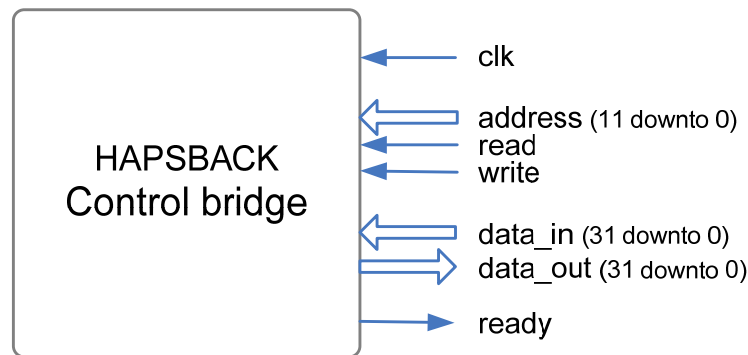 HAPSBACK
Control bridge
clk
address (11 downto 0)
read
write
data_in (31 downto 0)
data_out (31 downto 0)
ready